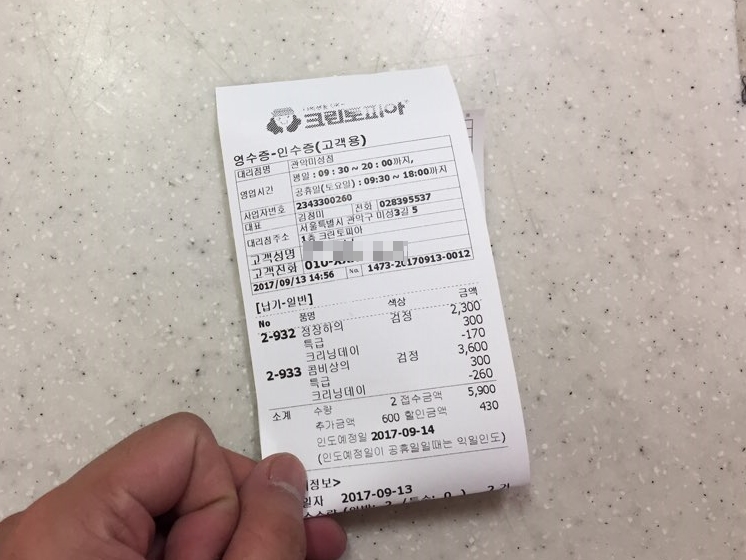 크린토피아
영수증-인수증(고객용)
대리점명 관악미성점
영업시간 평일 : 09 : 30 ~ 20 : 00까지,
공휴일(토요일) : 09:30 ~ 18:00까지
사업자번호 2343300260 전화 028395537
대표 김정미
대리점주소 서울특별시 관악구 미성3길 5
1층 크린토피아
고객성명
고객전화 010-
2017/09/13 14:56 No. 1473-20170913-0012
[납기-일반]
No 품명 색상 금액
2-932 정장하의 검정 2,300
특급 300
크리닝데이 -170
2-933 콤비상의 검정 3,600
특급 300
크리닝데이 -260
소계 수량 2 접수금액 5,900
추가금액 600 할인금액 430
인도예정일 2017-09-14
(인도예정일이 공휴일일때는 익일인도)
정보>
일자 2017-09-13